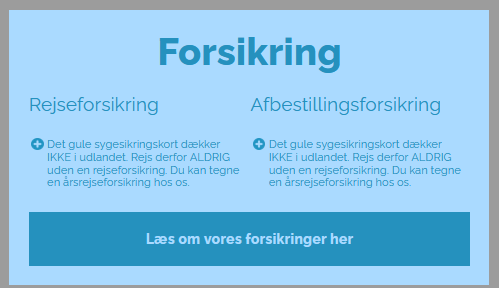 Forsikring
Rejseforsikring
Det gule sygesikringskort dækker
IKKE i udlandet. Rejs derfor ALDRIG
uden en rejseforsikring. Du kan tegne
en årsrejseforsikring hos os.
Afbestillingsforsikring
Det gule sygesikringskort dækker
IKKE i udlandet. Rejs derfor ALDRIG
uden en rejseforsikring. Du kan tegne
en årsrejseforsikring hos os.
Læs om vores forsikringer her